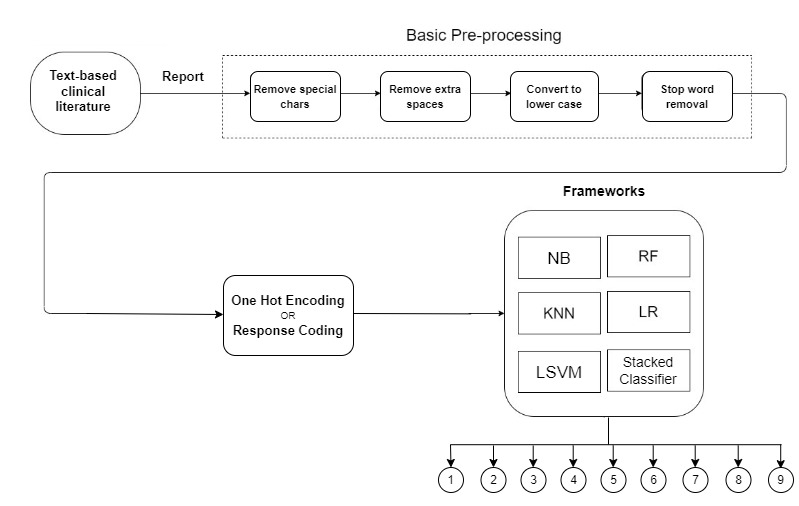 Basic Pre-processing
Text-based
clinical
literature
Report
Remove special
chars
Remove extra
spaces
Convert to
lower case
Stop word
removal
Frameworks
One Hot Encoding
OR
Response Coding
NB
RF
KNN
LR
LSVM
Stacked
Classifier
1 2 3 4 5 6 7 8 9